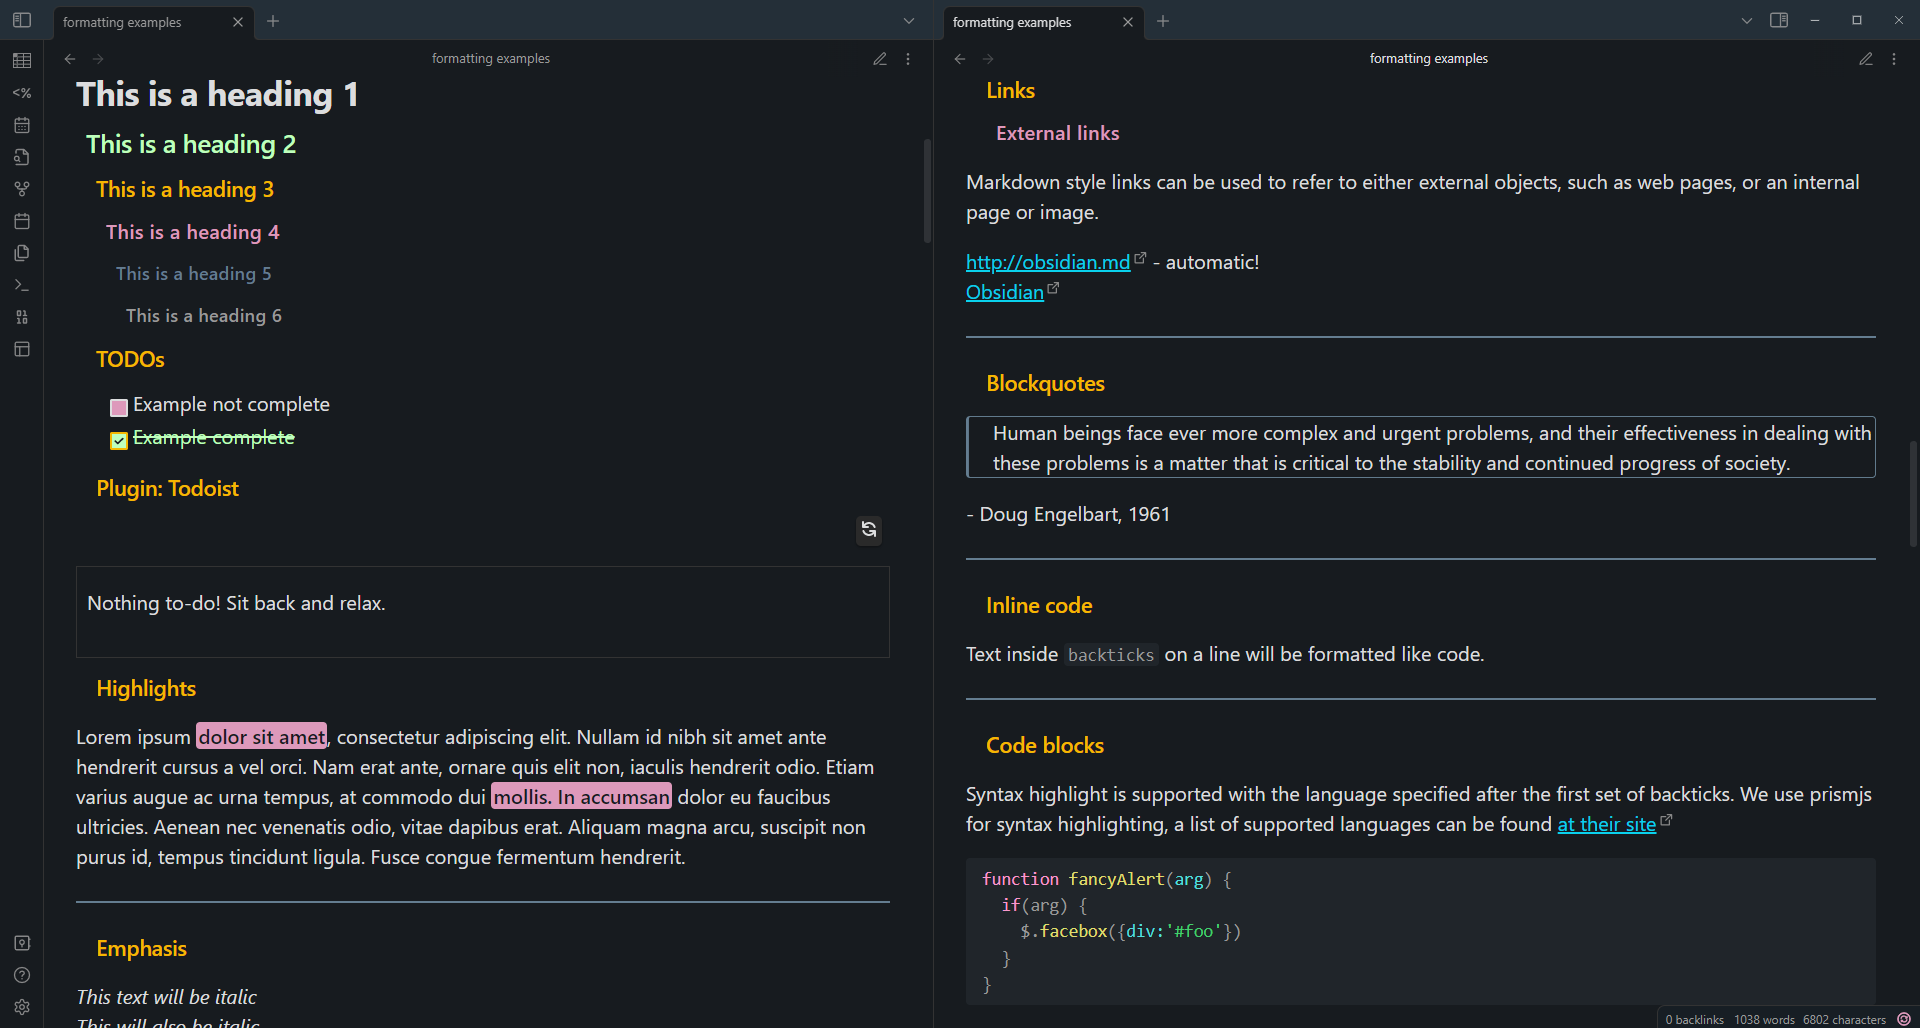 formatting examples
formatting examples
This is a heading 1
This is a heading 2
This is a heading 3
This is a heading 4
This is a heading 5
This is a heading 6
TODOs
Example not complete
Example complete
Plugin: Todoist
Nothing to-do! Sit back and relax.
Highlights
Lorem ipsum dolor sit amet, consectetur adipiscing elit. Nullam id nibh sit amet ante
hendrerit cursus a vel orci. Nam erat ante, ornare quis elit non, iaculis hendrerit odio. Etiam
varius augue ac urna tempus, at commodo dui mollis. In accumsan dolor eu faucibus
ultricies. Aenean nec venenatis odio, vitae dapibus erat. Aliquam magna arcu, suscipit non
purus id, tempus tincidunt ligula. Fusce congue fermentum hendrerit.
Emphasis
This text will be italic
This will also be italic
formatting examples
formatting examples
Links
External links
Markdown style links can be used to refer to either external objects, such as web pages, or an internal
page or image.
http://obsidian.md - automatic!
Obsidian
Blockquotes
Human beings face ever more complex and urgent problems, and their effectiveness in dealing with
these problems is a matter that is critical to the stability and continued progress of society.
- Doug Engelbart, 1961
Inline code
Text inside backticks on a line will be formatted like code.
Code blocks
Syntax highlight is supported with the language specified after the first set of backticks. We use prismjs
for syntax highlighting, a list of supported languages can be found at their site
function fancyAlert(arg) {
  if(arg) {
    $.facebox({div:'#foo'})
  }
}
0 backlinks 1038 words 6802 characters